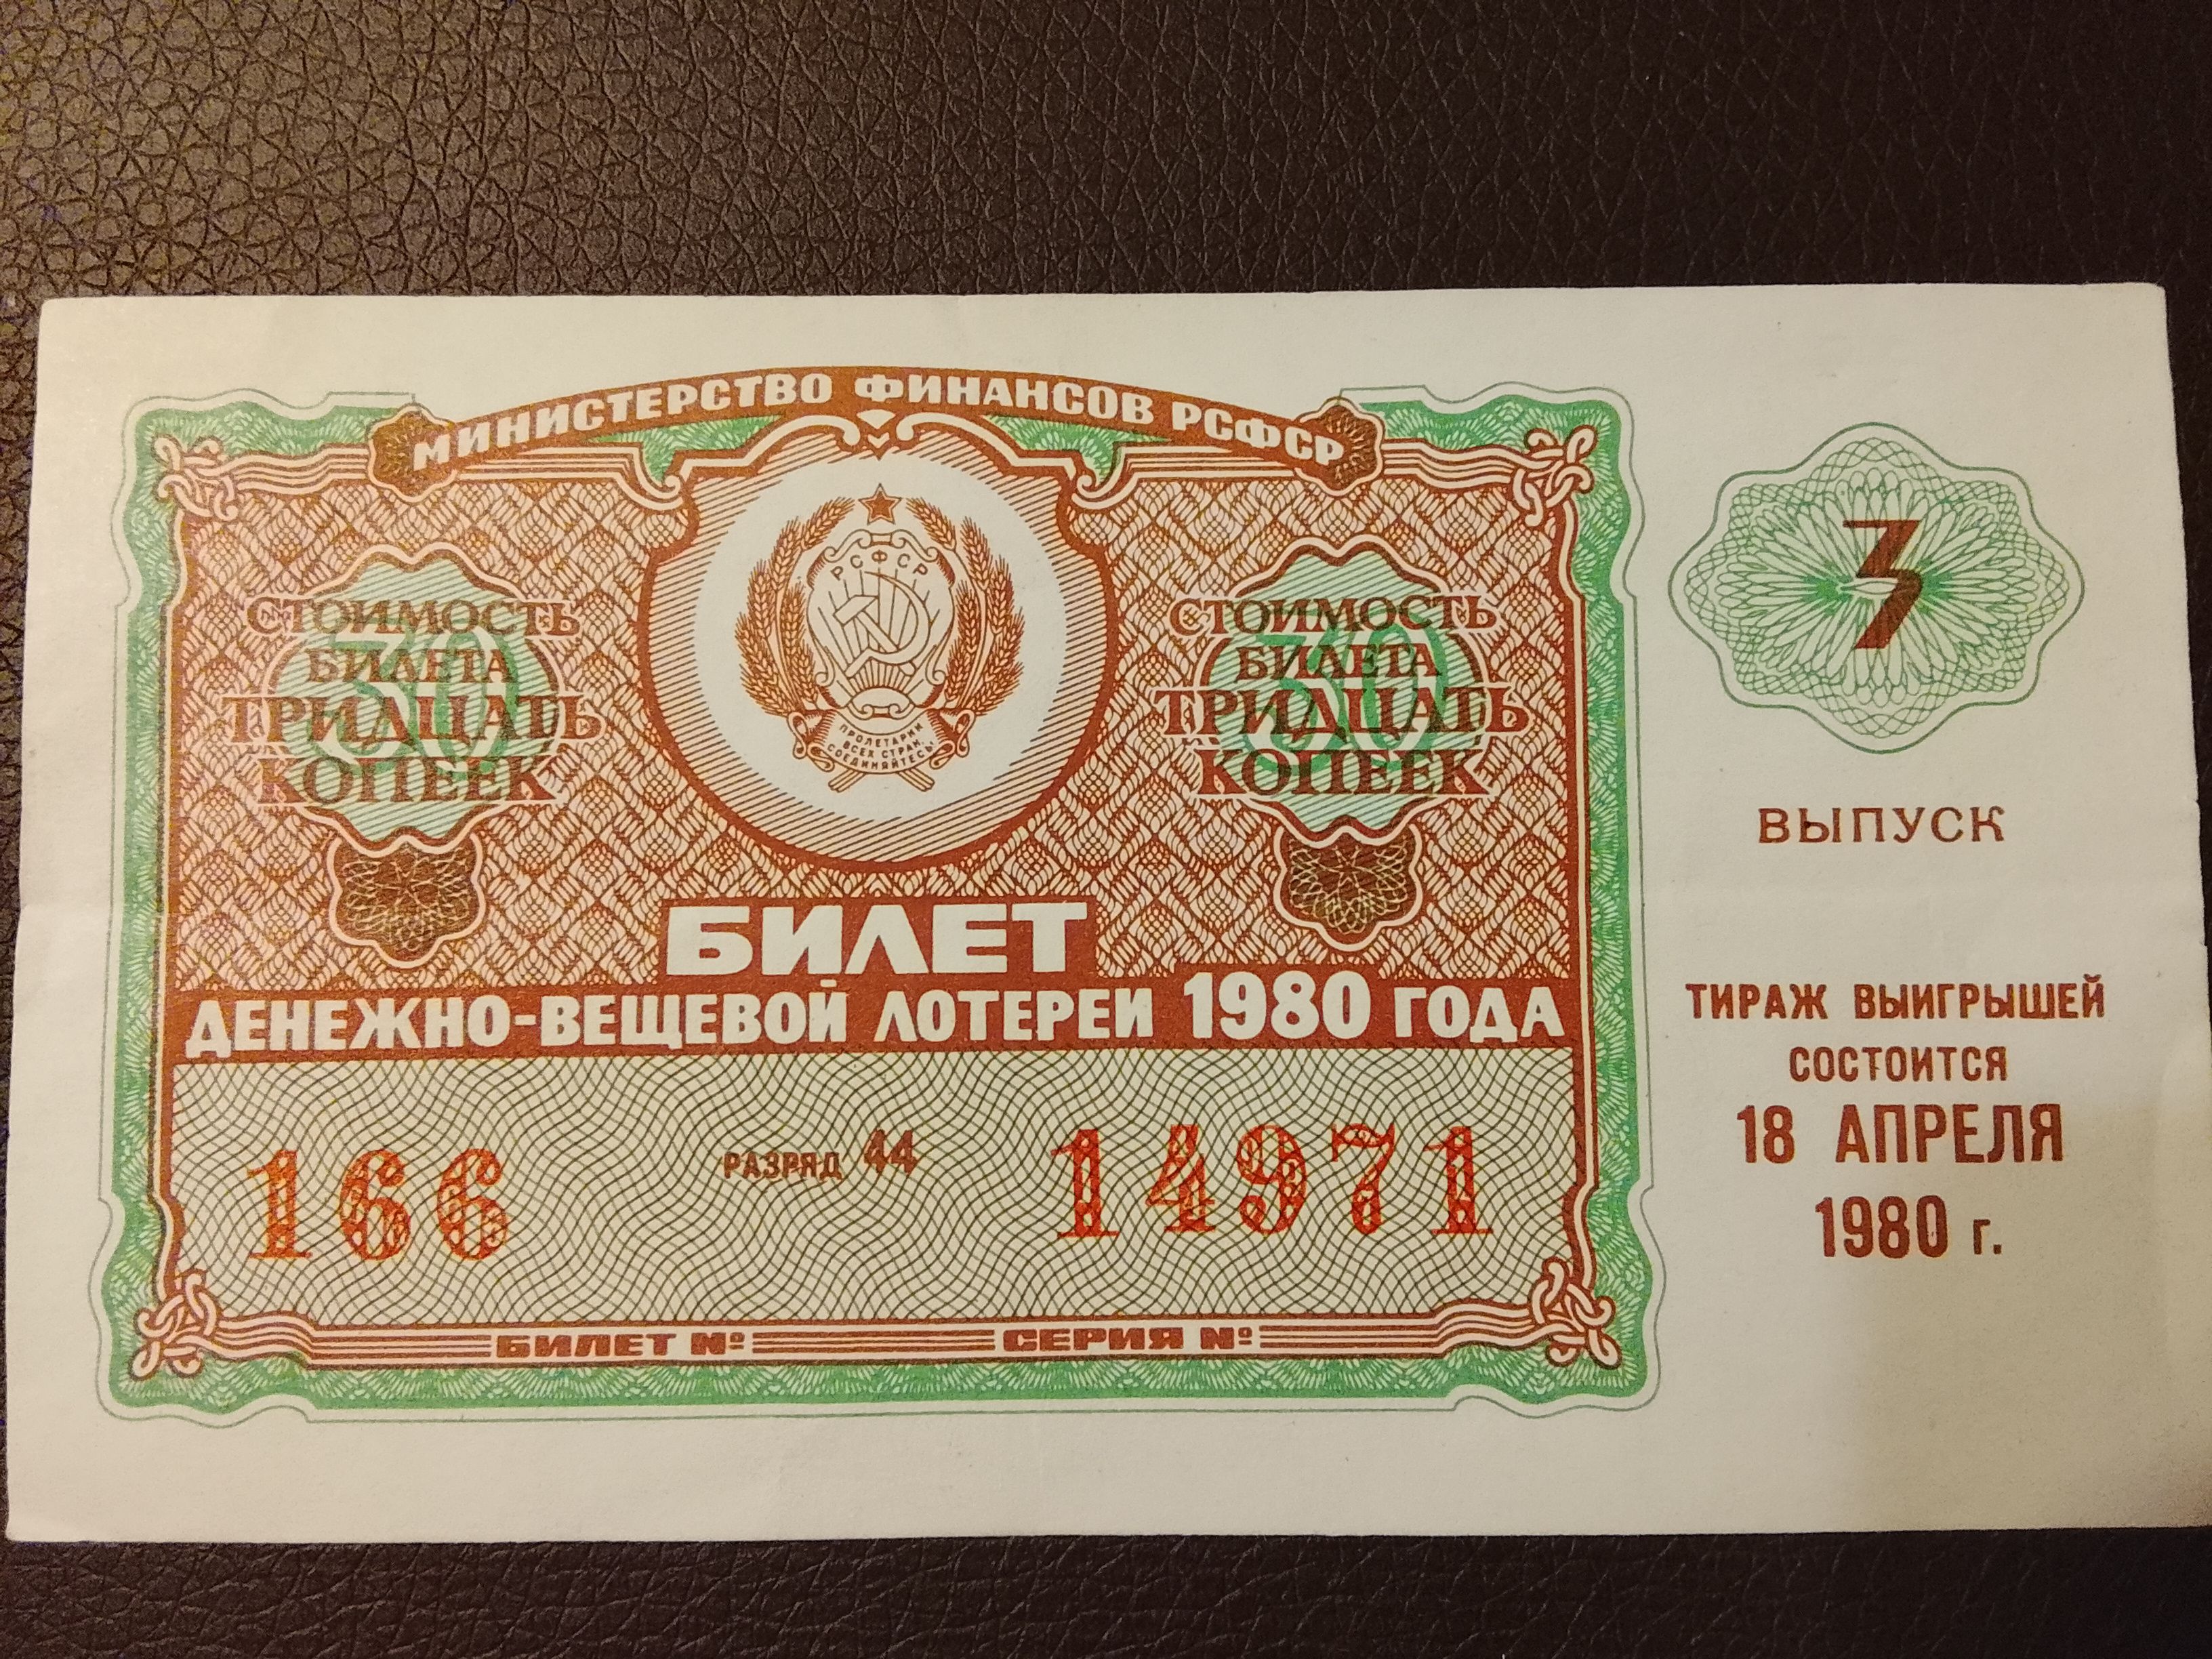 МИНИСТЕРСТВО ФИНАНСОВ РСФСР
РСФСР
ПРОЛЕТАРИИ
ВСЕХ СТРАН,
СОЕДИНЯЙТЕСЬ!
СТОИМОСТЬ
БИЛЕТА
ТРИДЦАТЬ
КОПЕЕК
30
СТОИМОСТЬ
БИЛЕТА
ТРИДЦАТЬ
КОПЕЕК
30
БИЛЕТ
ДЕНЕЖНО-ВЕЩЕВОЙ ЛОТЕРЕИ 1980 ГОДА
166 РАЗРЯД 44 14971
БИЛЕТ № СЕРИЯ №
3
ВЫПУСК
ТИРАЖ ВЫИГРЫШЕЙ
СОСТОИТСЯ
18 АПРЕЛЯ
1980 г.